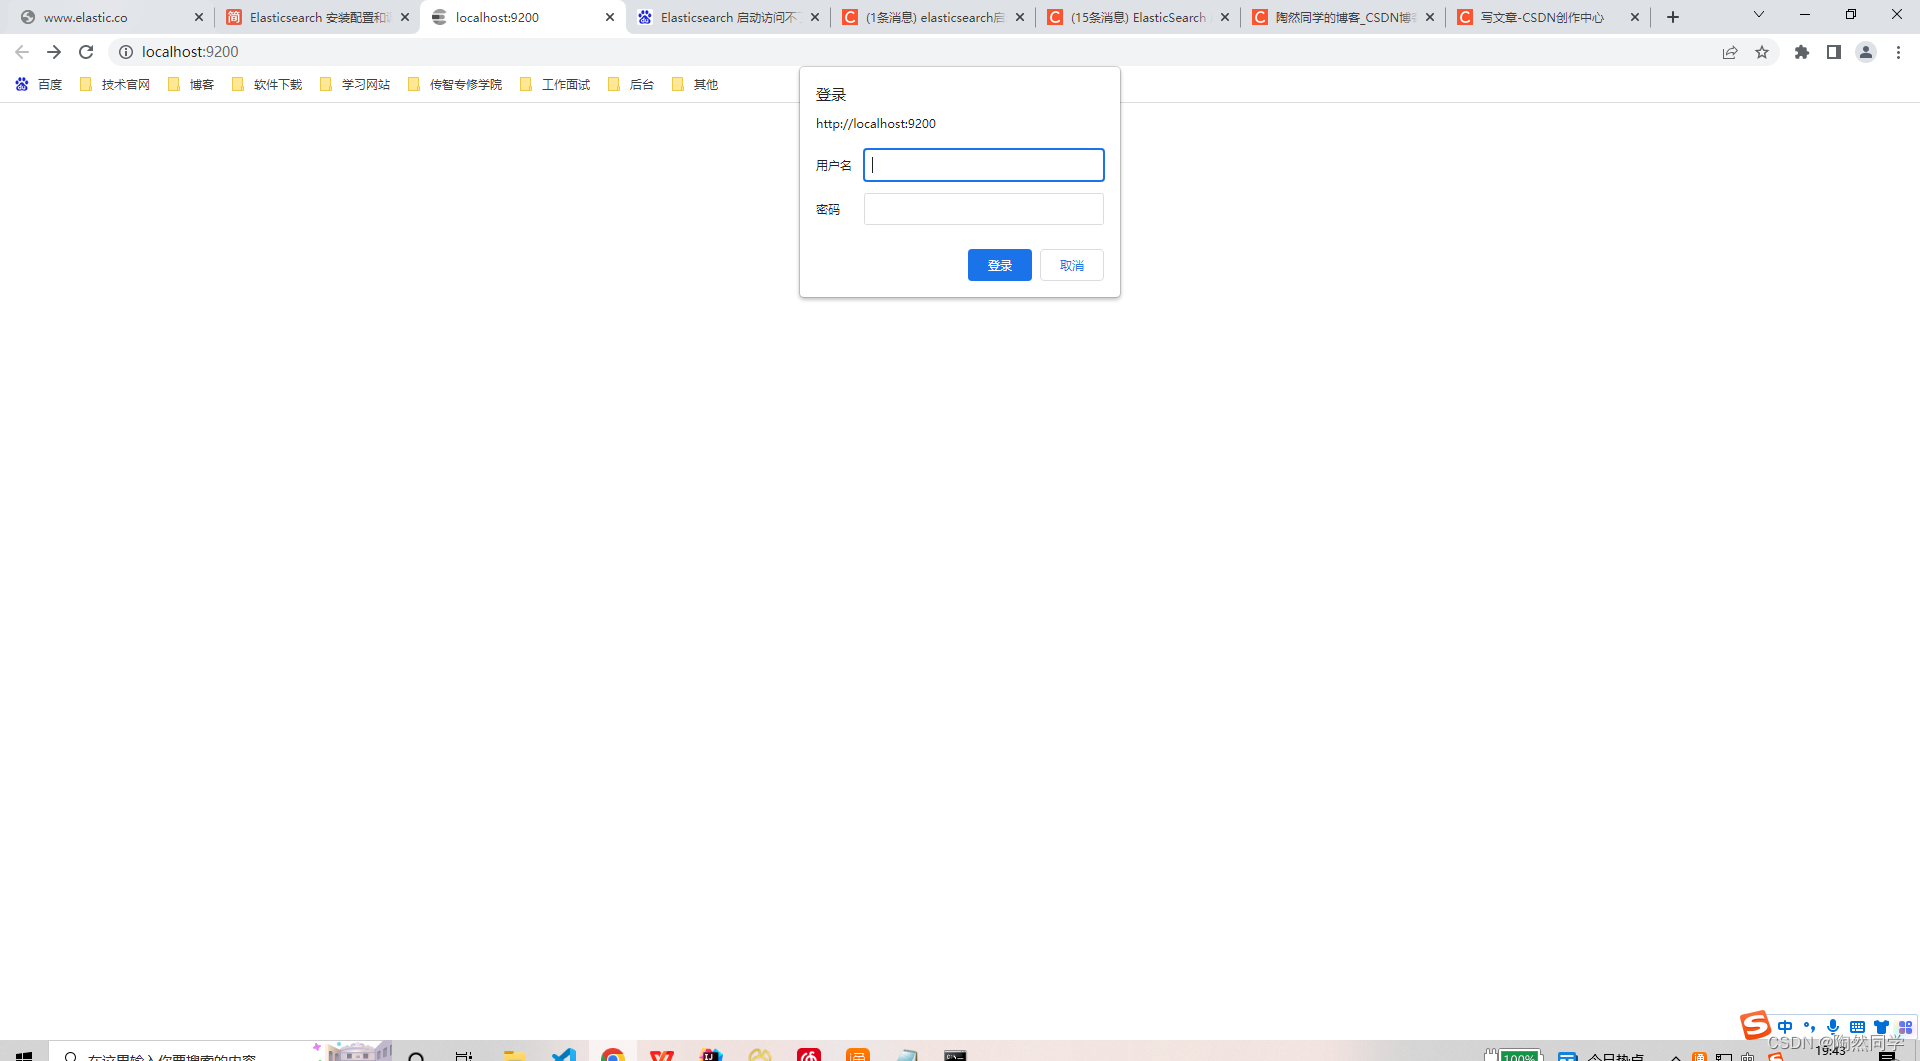 www.elastic.co
Elasticsearch 安装配置和
localhost:9200
Elasticsearch 启动访问不
(1条消息) elasticsearch启
(15条消息) ElasticSearch
陶然同学的博客_CSDN博
写文章-CSDN创作中心
localhost:9200
百度
技术官网
博客
软件下载
学习网站
传智专修学院
工作面试
后台
其他
登录
http://localhost:9200
用户名
密码
登录
取消
中
CSDN @陶然同学
在这里输入你要搜索的内容
100%
今日热点
19:43